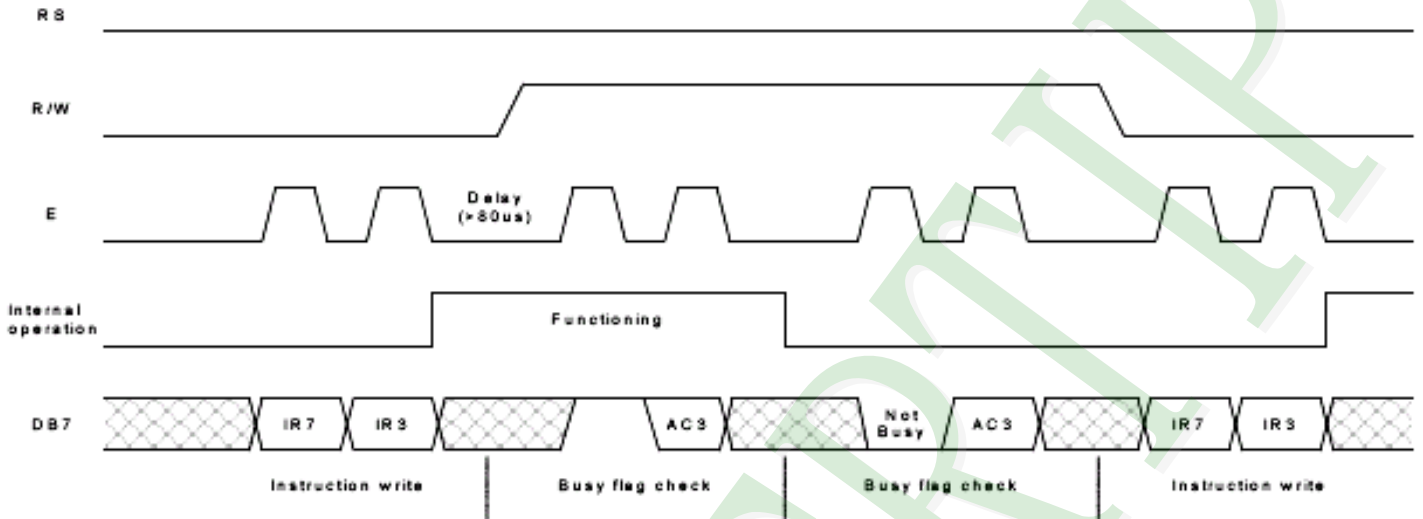 RS
R/W
E
Delay
(>80us)
Internal
operation
Functioning
DB7
IR7
IR3
AC3
Not
Busy
AC3
IR7
IR3
Instruction write
Busy flag check
Busy flag check
Instruction write